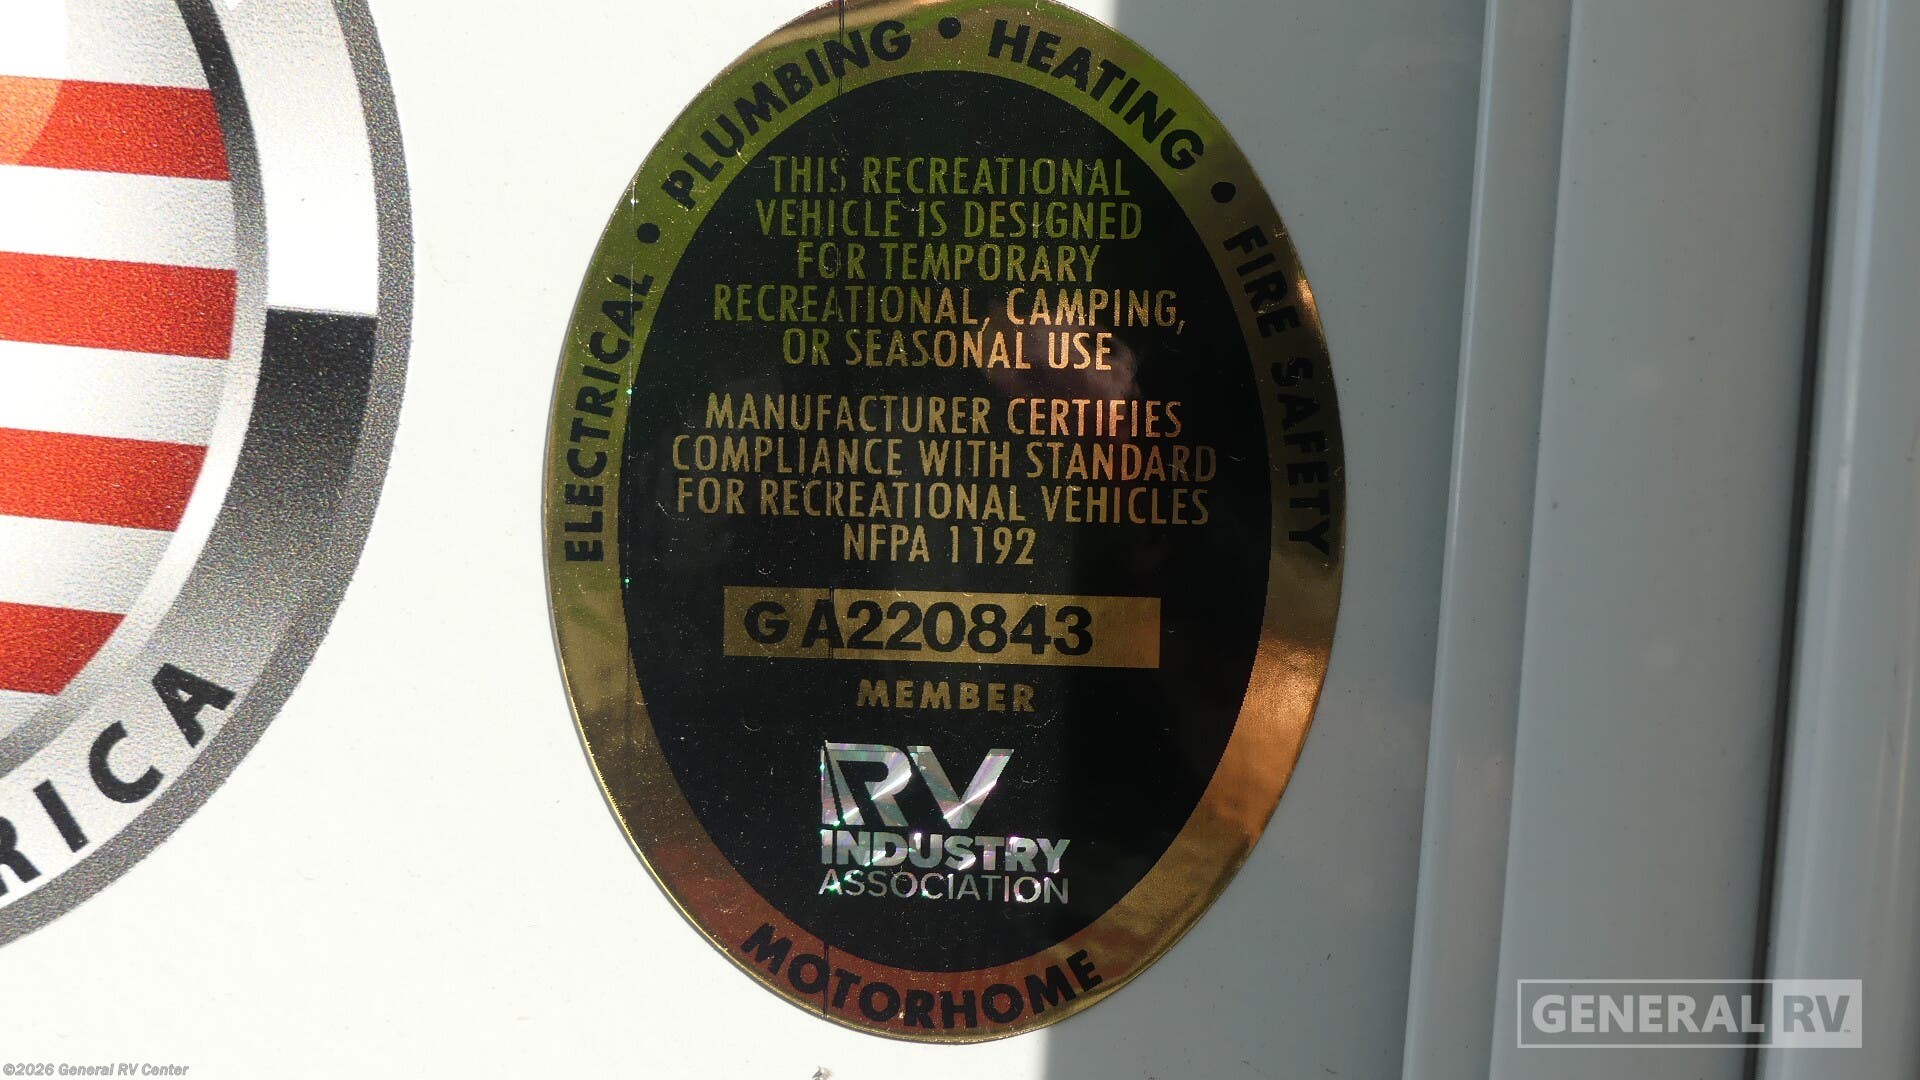 ELECTRICAL • PLUMBING • HEATING • FIRE SAFETY
THIS RECREATIONAL
VEHICLE IS DESIGNED
FOR TEMPORARY
RECREATIONAL, CAMPING,
OR SEASONAL USE
MANUFACTURER CERTIFIES
COMPLIANCE WITH STANDARD
FOR RECREATIONAL VEHICLES
NFPA 1192
GA220843
MEMBER
RV
INDUSTRY
ASSOCIATION
MOTORHOME
RICA
GENERAL RV
©2026 General RV Center